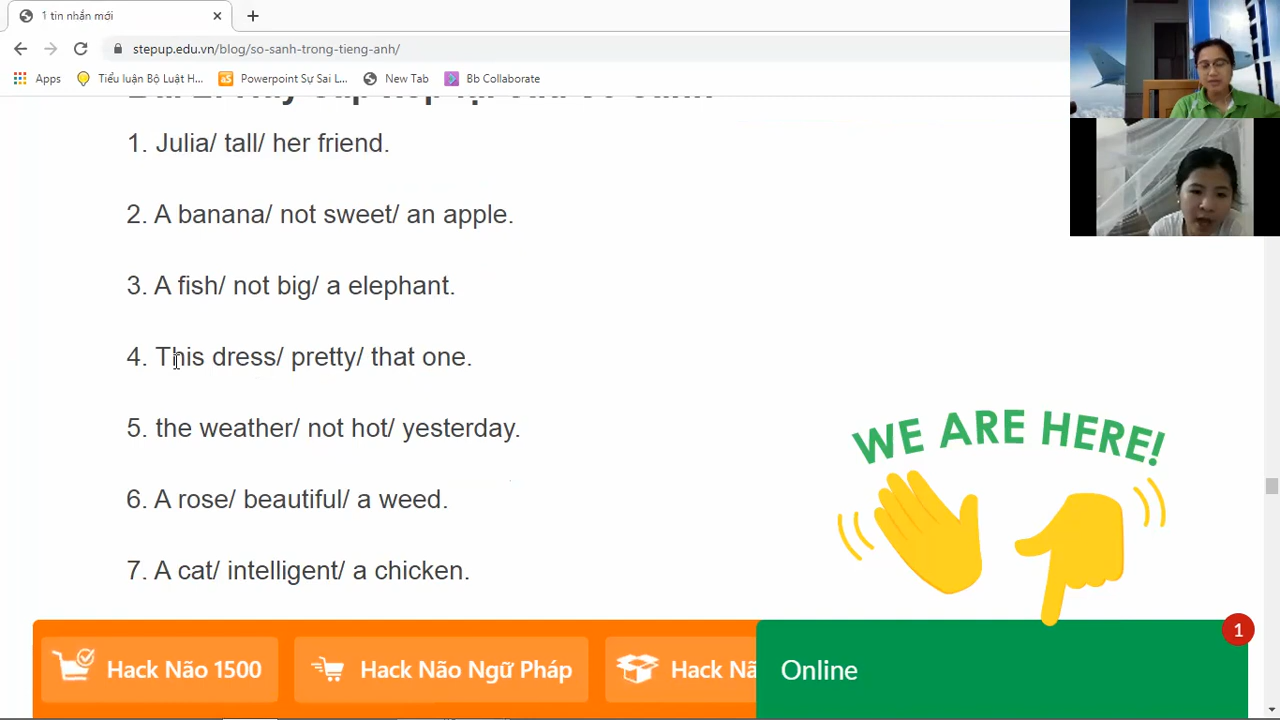 1 tin nhắn mới
stepup.edu.vn/blog/so-sanh-trong-tieng-anh/
Apps Tiểu luận Bộ Luật H... Powerpoint Sự Sai L... New Tab Bb Collaborate
1. Julia/ tall/ her friend.
2. A banana/ not sweet/ an apple.
3. A fish/ not big/ a elephant.
4. This dress/ pretty/ that one.
5. the weather/ not hot/ yesterday.
6. A rose/ beautiful/ a weed.
7. A cat/ intelligent/ a chicken.
WE ARE HERE!
Hack Não 1500 Hack Não Ngữ Pháp Hack Nã
Online
1